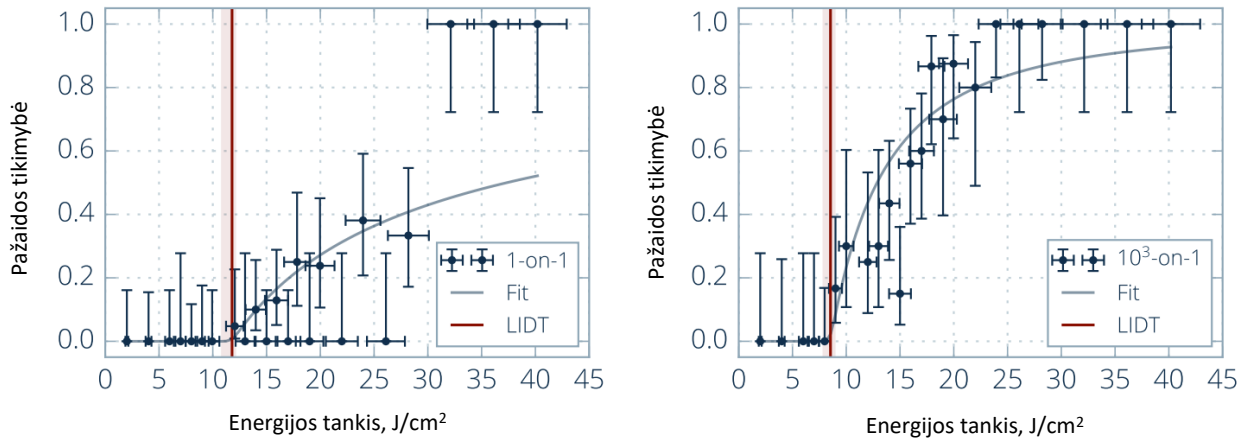 1.0
0.8
0.6
0.4
0.2
0.0
Pažaidos tikimybė
1-on-1
Fit
LIDT
0 5 10 15 20 25 30 35 40 45
Energijos tankis, J/cm²
1.0
0.8
0.6
0.4
0.2
0.0
Pažaidos tikimybė
10³-on-1
Fit
LIDT
0 5 10 15 20 25 30 35 40 45
Energijos tankis, J/cm²